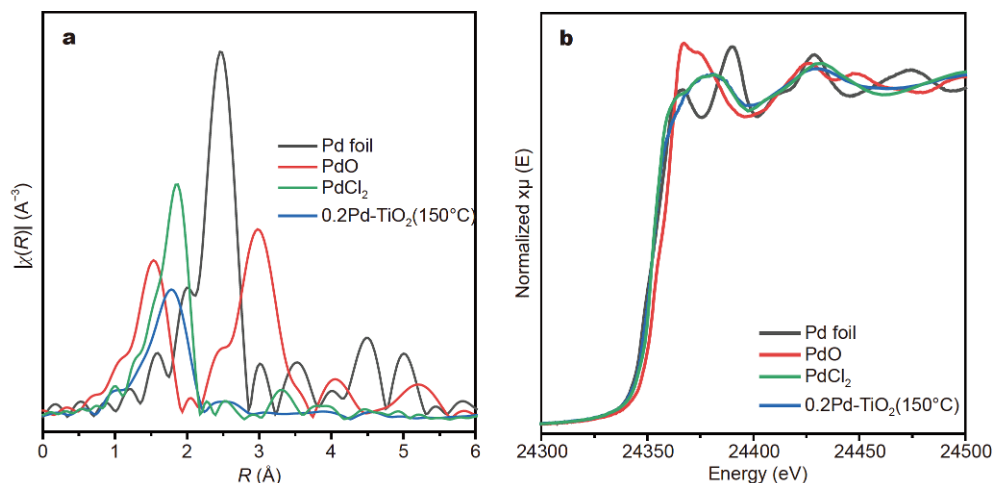 a
|χ(R)| (A⁻³)
Pd foil
PdO
PdCl₂
0.2Pd-TiO₂(150°C)
0 1 2 3 4 5 6
R (Å)
b
Normalized xμ (E)
Pd foil
PdO
PdCl₂
0.2Pd-TiO₂(150°C)
24300 24350 24400 24450 24500
Energy (eV)